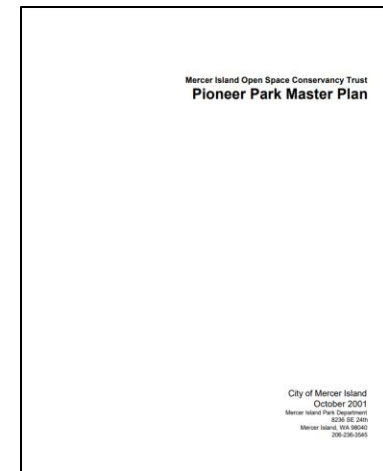 Mercer Island Open Space Conservancy Trust
Pioneer Park Master Plan
City of Mercer Island
October 2001
Mercer Island Park Department
8236 SE 24th
Mercer Island, WA 98040
206-236-3545